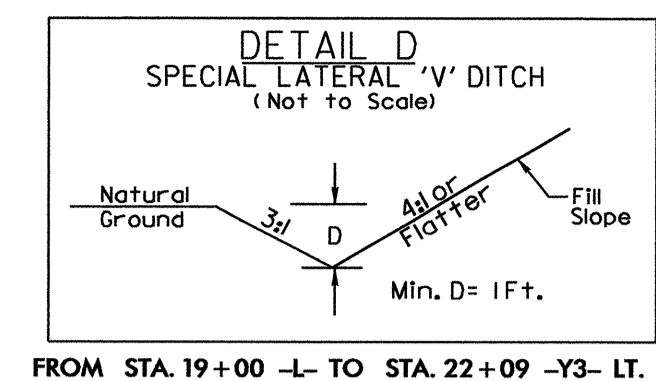 DETAIL D
SPECIAL LATERAL 'V' DITCH
(Not to Scale)
Natural
Ground
3:1
D
4:1 or
Flatter
Fill
Slope
Min. D= 1Ft.
FROM STA. 19+00 -L- TO STA. 22+09 -Y3- LT.